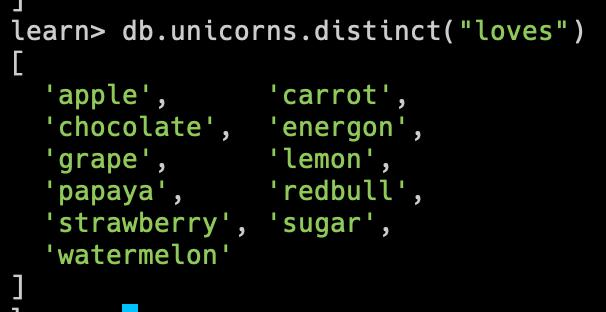 ]
learn> db.unicorns.distinct("loves")
[
  'apple',      'carrot',
  'chocolate',  'energon',
  'grape',      'lemon',
  'papaya',     'redbull',
  'strawberry', 'sugar',
  'watermelon'
]